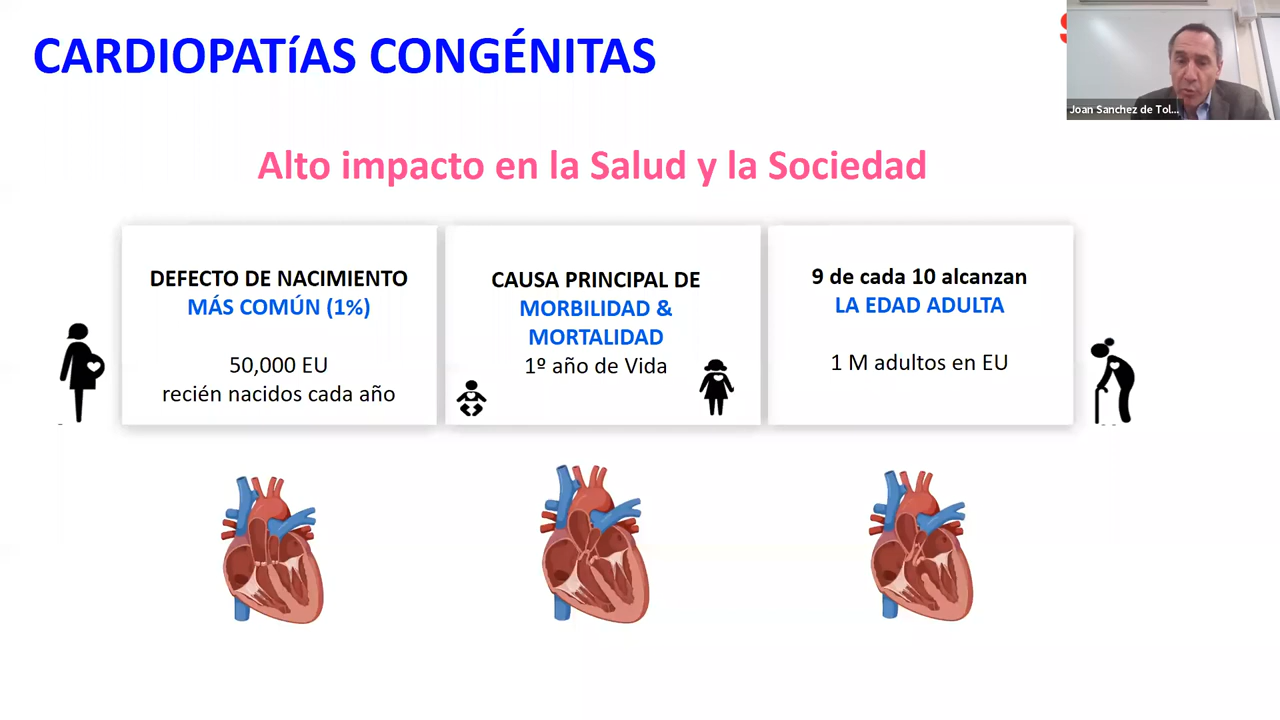 CARDIOPATíAS CONGÉNITAS
Joan Sanchez de Tol...
Alto impacto en la Salud y la Sociedad
DEFECTO DE NACIMIENTO
MÁS COMÚN (1%)
50,000 EU
recién nacidos cada año
CAUSA PRINCIPAL DE
MORBILIDAD &
MORTALIDAD
1º año de Vida
9 de cada 10 alcanzan
LA EDAD ADULTA
1 M adultos en EU